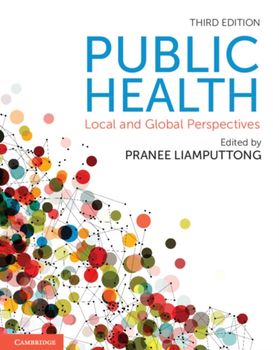 THIRD EDITION
PUBLIC
HEALTH
Local and Global Perspectives
Edited by
PRANEE LIAMPUTTONG
CAMBRIDGE